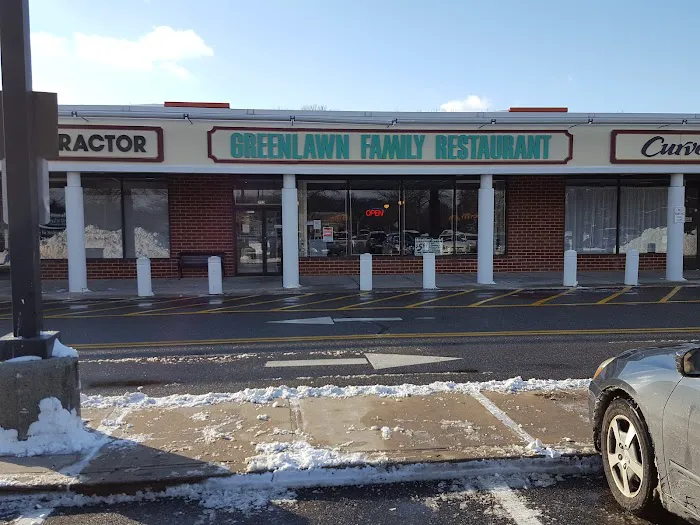 RACTOR
GREENLAWN FAMILY RESTAURANT
Curve
OPEN